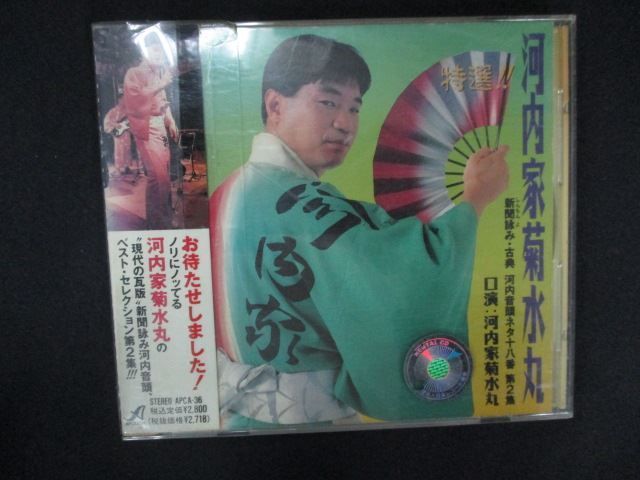 特選!!
河内家菊水丸
新聞詠み・古典 河内音頭ネタ十八番 第2集
口演:河内家菊水丸
お待たせしました!
ノリにノッてる
河内家菊水丸の
"現代の瓦版"新聞詠み河内音頭、
ベスト・セレクション第2集!!!
STEREO APCA-36
税込定価¥2,800
(税抜価格¥2,718)
河内家
RENTAL CD